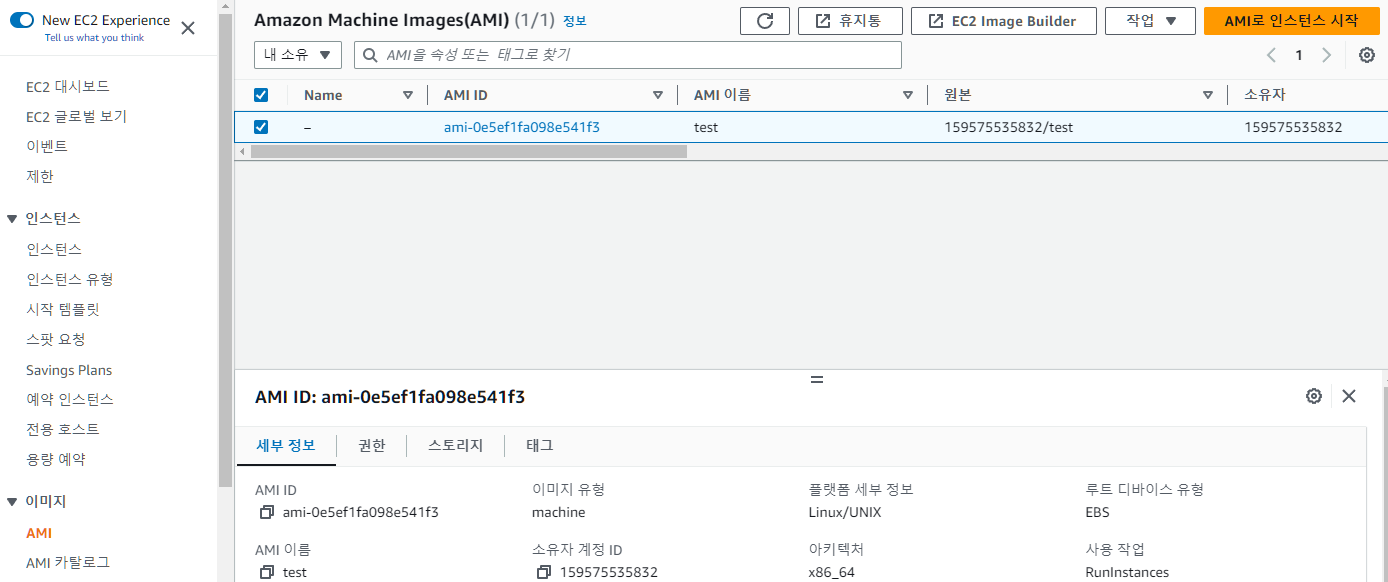 New EC2 Experience
Tell us what you think
EC2 대시보드
EC2 글로벌 보기
이벤트
제한
인스턴스
인스턴스
인스턴스 유형
시작 템플릿
스팟 요청
Savings Plans
예약 인스턴스
전용 호스트
용량 예약
이미지
AMI
AMI 카탈로그
Amazon Machine Images(AMI) (1/1) 정보
휴지통
EC2 Image Builder
작업
AMI로 인스턴스 시작
내 소유
AMI을 속성 또는 태그로 찾기
1
Name AMI ID AMI 이름 원본 소유자
– ami-0e5ef1fa098e541f3 test 159575535832/test 159575535832
AMI ID: ami-0e5ef1fa098e541f3
세부 정보 권한 스토리지 태그
AMI ID 이미지 유형 플랫폼 세부 정보 루트 디바이스 유형
ami-0e5ef1fa098e541f3 machine Linux/UNIX EBS
AMI 이름 소유자 계정 ID 아키텍처 사용 작업
test 159575535832 x86_64 RunInstances